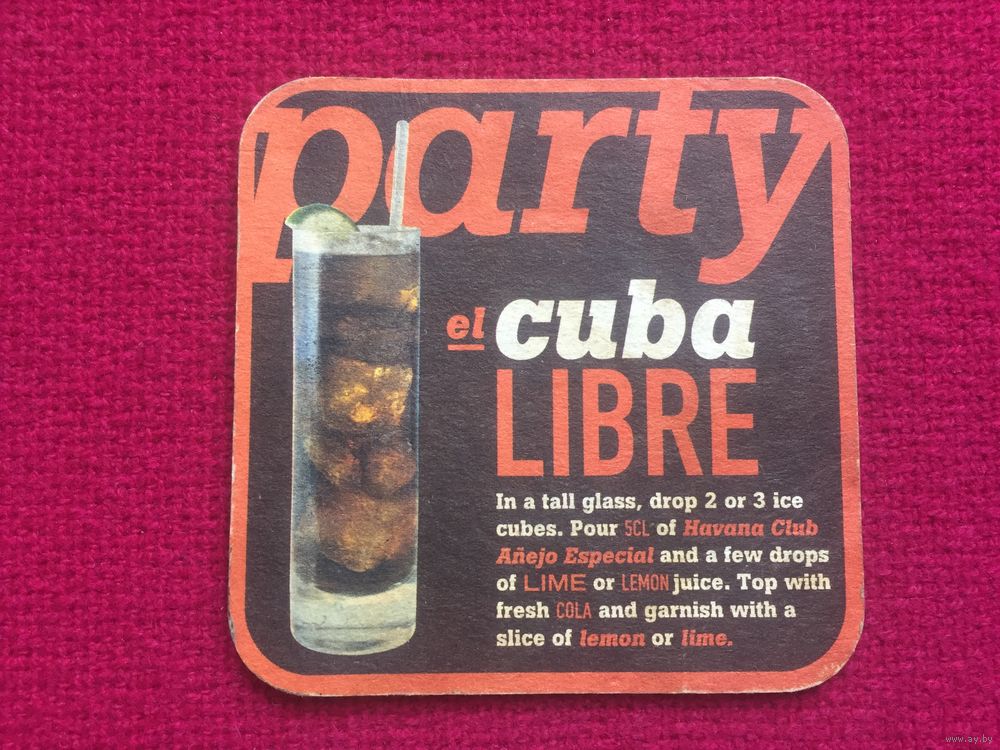 party
el cuba
LIBRE
In a tall glass, drop 2 or 3 ice
cubes. Pour 5CL of Havana Club
Añejo Especial and a few drops
of LIME or LEMON juice. Top with
fresh COLA and garnish with a
slice of lemon or lime.
www.ay.by